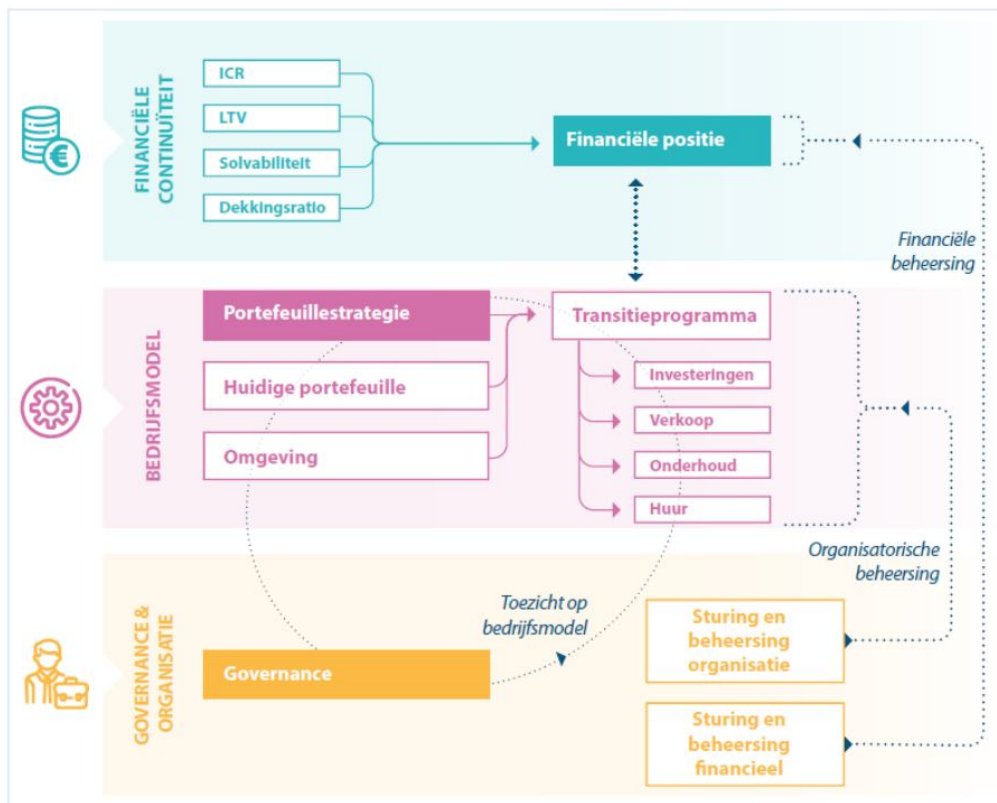 FINANCIËLE
CONTINUÏTEIT
ICR
LTV
Solvabiliteit
Dekkingsratio
Financiële positie
Financiële
beheersing
BEDRIJFSMODEL
Portefeuillestrategie
Huidige portefeuille
Omgeving
Transitieprogramma
Investeringen
Verkoop
Onderhoud
Huur
Organisatorische
beheersing
GOVERNANCE &
ORGANISATIE
Governance
Toezicht op
bedrijfsmodel
Sturing en
beheersing
organisatie
Sturing en
beheersing
financieel